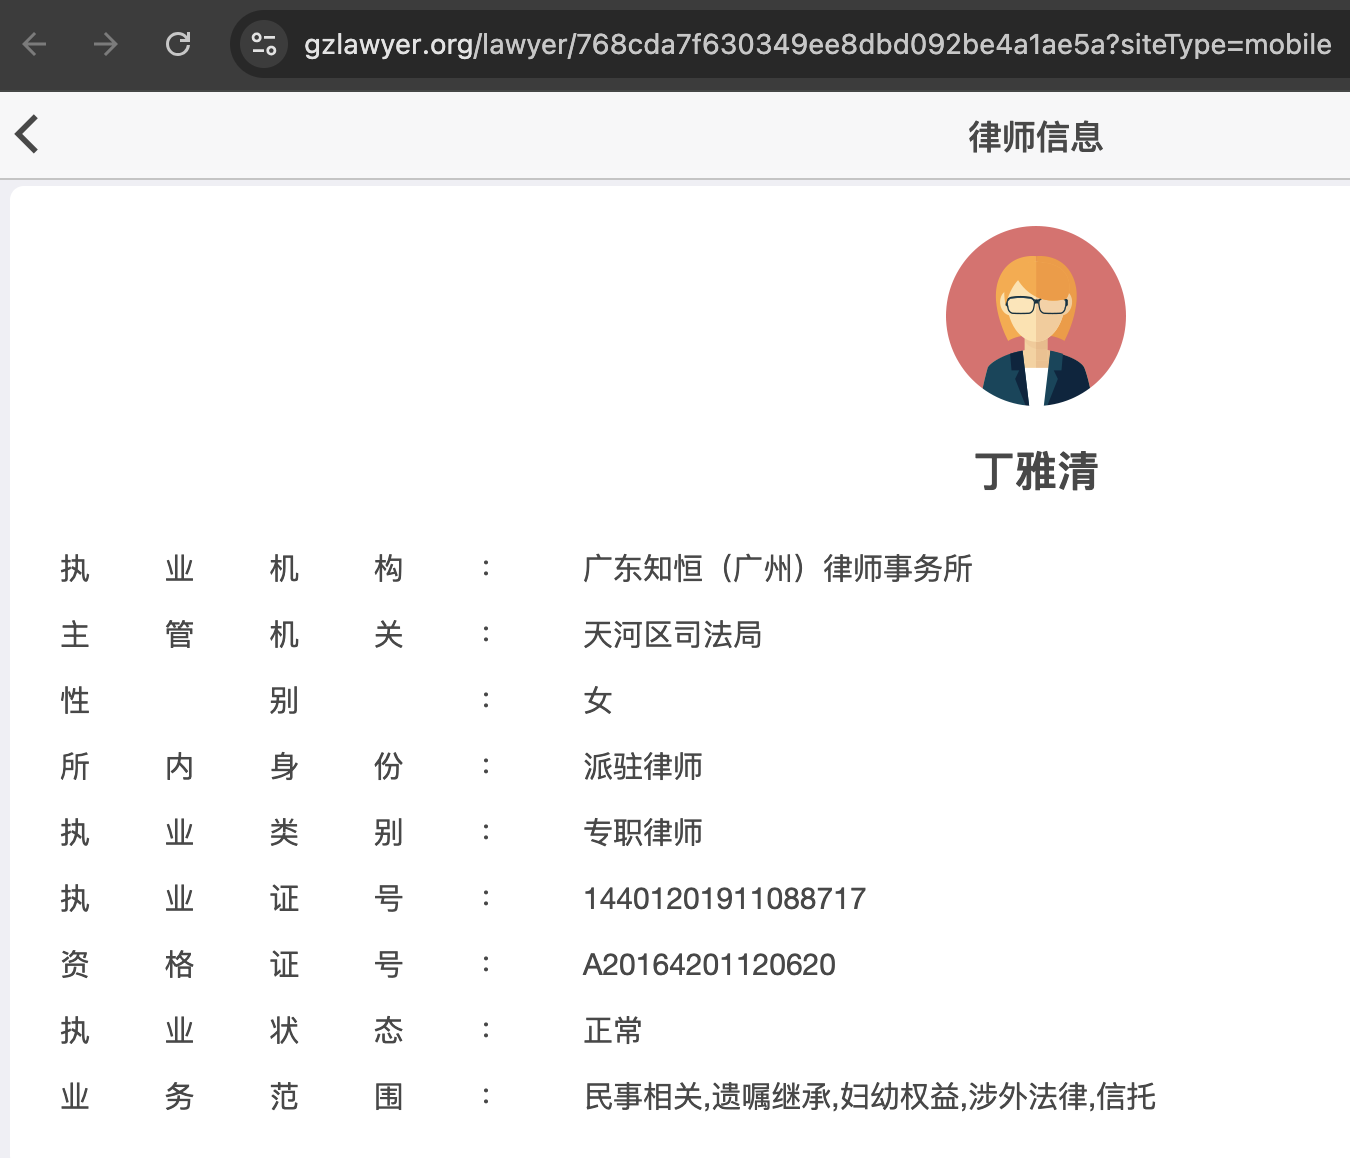 gzlawyer.org/lawyer/768cda7f630349ee8dbd092be4a1ae5a?siteType=mobile
律师信息
丁雅清
执业机构：广东知恒（广州）律师事务所
主管机关：天河区司法局
性别：女
所内身份：派驻律师
执业类别：专职律师
执业证号：14401201911088717
资格证号：A20164201120620
执业状态：正常
业务范围：民事相关,遗嘱继承,妇幼权益,涉外法律,信托